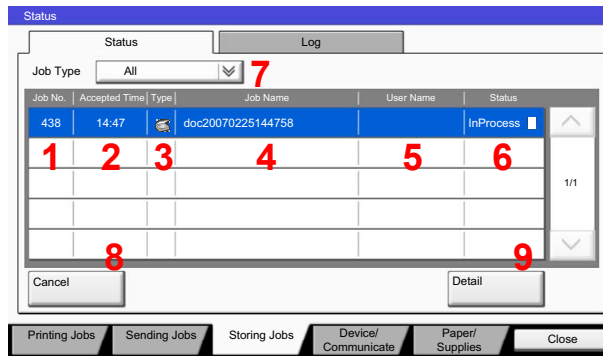 Status
Status Log
Job Type All 7
Job No. Accepted Time Type Job Name User Name Status
438 14:47 doc20070225144758 InProcess
1 2 3 4 5 6
1/1
8 9
Cancel Detail
Printing Jobs Sending Jobs Storing Jobs Device/ Communicate Paper/ Supplies Close